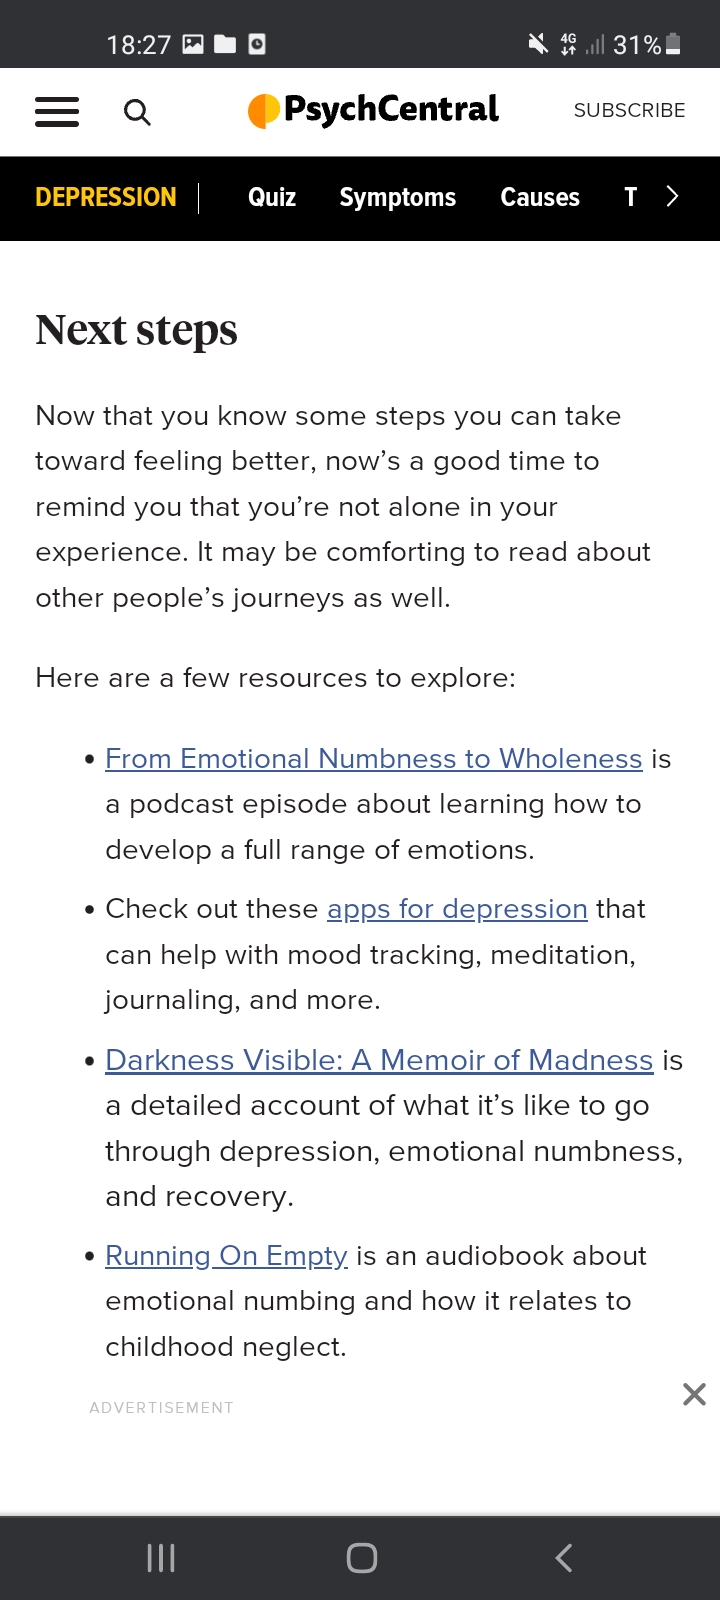 18:27 4G 31%
PsychCentral SUBSCRIBE
DEPRESSION Quiz Symptoms Causes T
Next steps
Now that you know some steps you can take
toward feeling better, now’s a good time to
remind you that you’re not alone in your
experience. It may be comforting to read about
other people’s journeys as well.
Here are a few resources to explore:
• From Emotional Numbness to Wholeness is
a podcast episode about learning how to
develop a full range of emotions.
• Check out these apps for depression that
can help with mood tracking, meditation,
journaling, and more.
• Darkness Visible: A Memoir of Madness is
a detailed account of what it’s like to go
through depression, emotional numbness,
and recovery.
• Running On Empty is an audiobook about
emotional numbing and how it relates to
childhood neglect.
ADVERTISEMENT